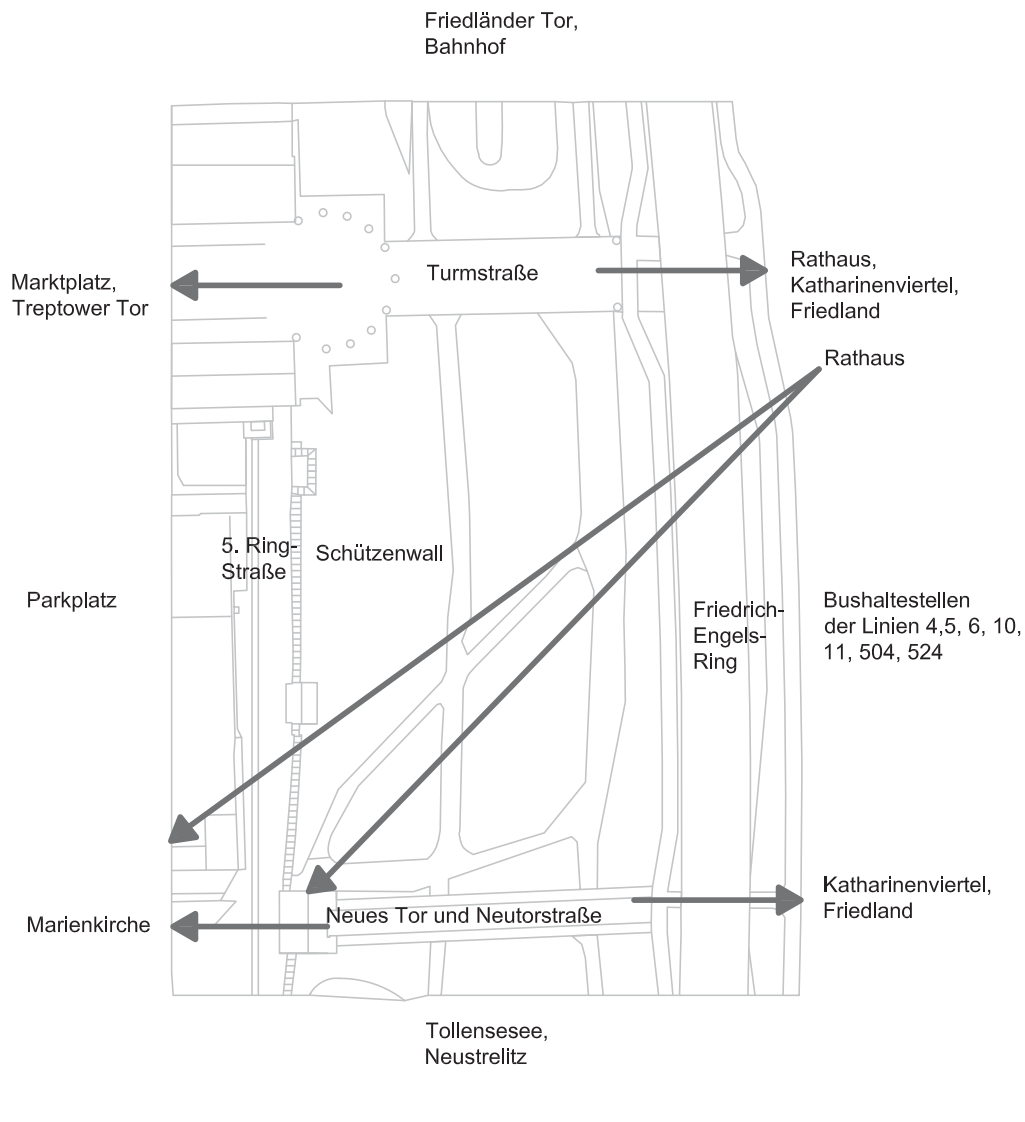 Friedländer Tor,
Bahnhof
Turmstraße
Marktplatz,
Treptower Tor
Rathaus,
Katharinenviertel,
Friedland
Rathaus
5. Ring-
Straße
Schützenwall
Parkplatz
Friedrich-
Engels-
Ring
Bushaltestellen
der Linien 4,5, 6, 10,
11, 504, 524
Katharinenviertel,
Friedland
Neues Tor und Neutorstraße
Marienkirche
Tollensesee,
Neustrelitz